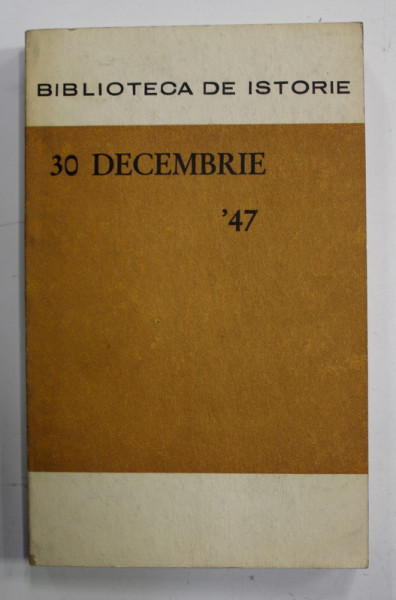 BIBLIOTECA DE ISTORIE
30 DECEMBRIE
'47